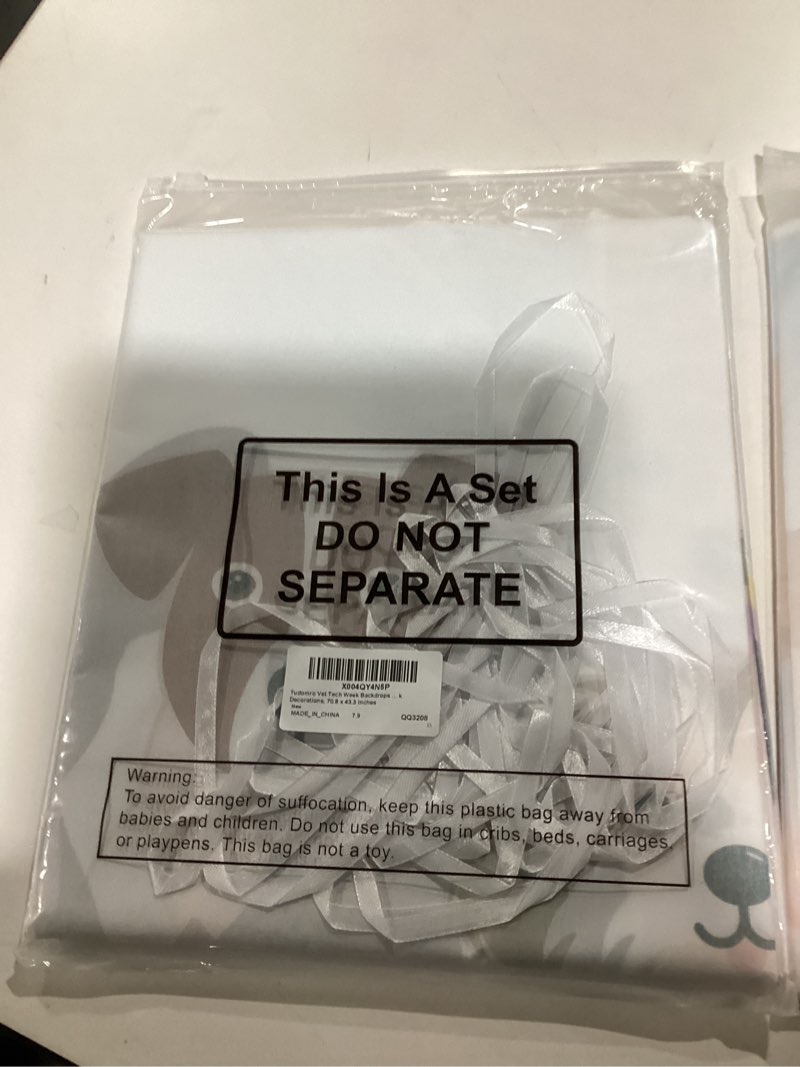 This Is A Set
DO NOT
SEPARATE
X004QY4N5P
Tudomro Vet Tech Week Backdrops ... k
Decorations, 70.8 x 43.3 Inches
New
MADE_IN_CHINA 7.9 QQ3208
Warning:
To avoid danger of suffocation, keep this plastic bag away from
babies and children. Do not use this bag in cribs, beds, carriages,
or playpens. This bag is not a toy.